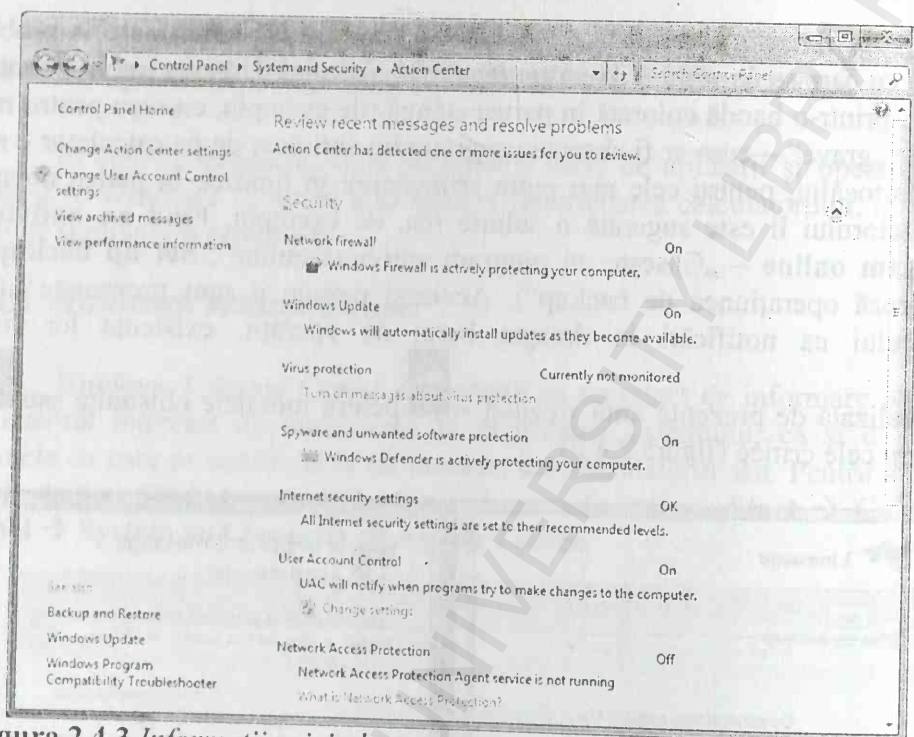 Control Panel ▸ System and Security ▸ Action Center
Search Control Panel
Control Panel Home
Change Action Center settings
Change User Account Control
settings
View archived messages
View performance information
Review recent messages and resolve problems
Action Center has detected one or more issues for you to review.
Security
Network firewall On
Windows Firewall is actively protecting your computer.
Windows Update On
Windows will automatically install updates as they become available.
Virus protection Currently not monitored
Turn on messages about virus protection
Spyware and unwanted software protection On
Windows Defender is actively protecting your computer.
Internet security settings OK
All Internet security settings are set to their recommended levels.
User Account Control On
UAC will notify when programs try to make changes to the computer.
Change settings
Network Access Protection Off
Network Access Protection Agent service is not running
What is Network Access Protection?
See also
Backup and Restore
Windows Update
Windows Program
Compatibility Troubleshooter
UNIVERSITY LIBRARY